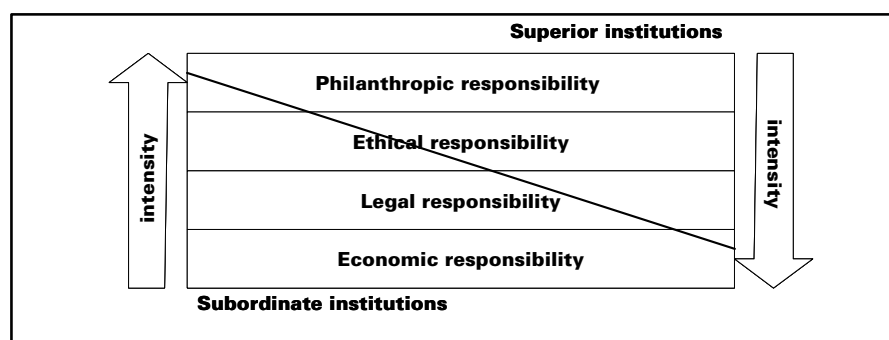 Superior institutions
Philanthropic responsibility
Ethical responsibility
Legal responsibility
Economic responsibility
Subordinate institutions
intensity
intensity